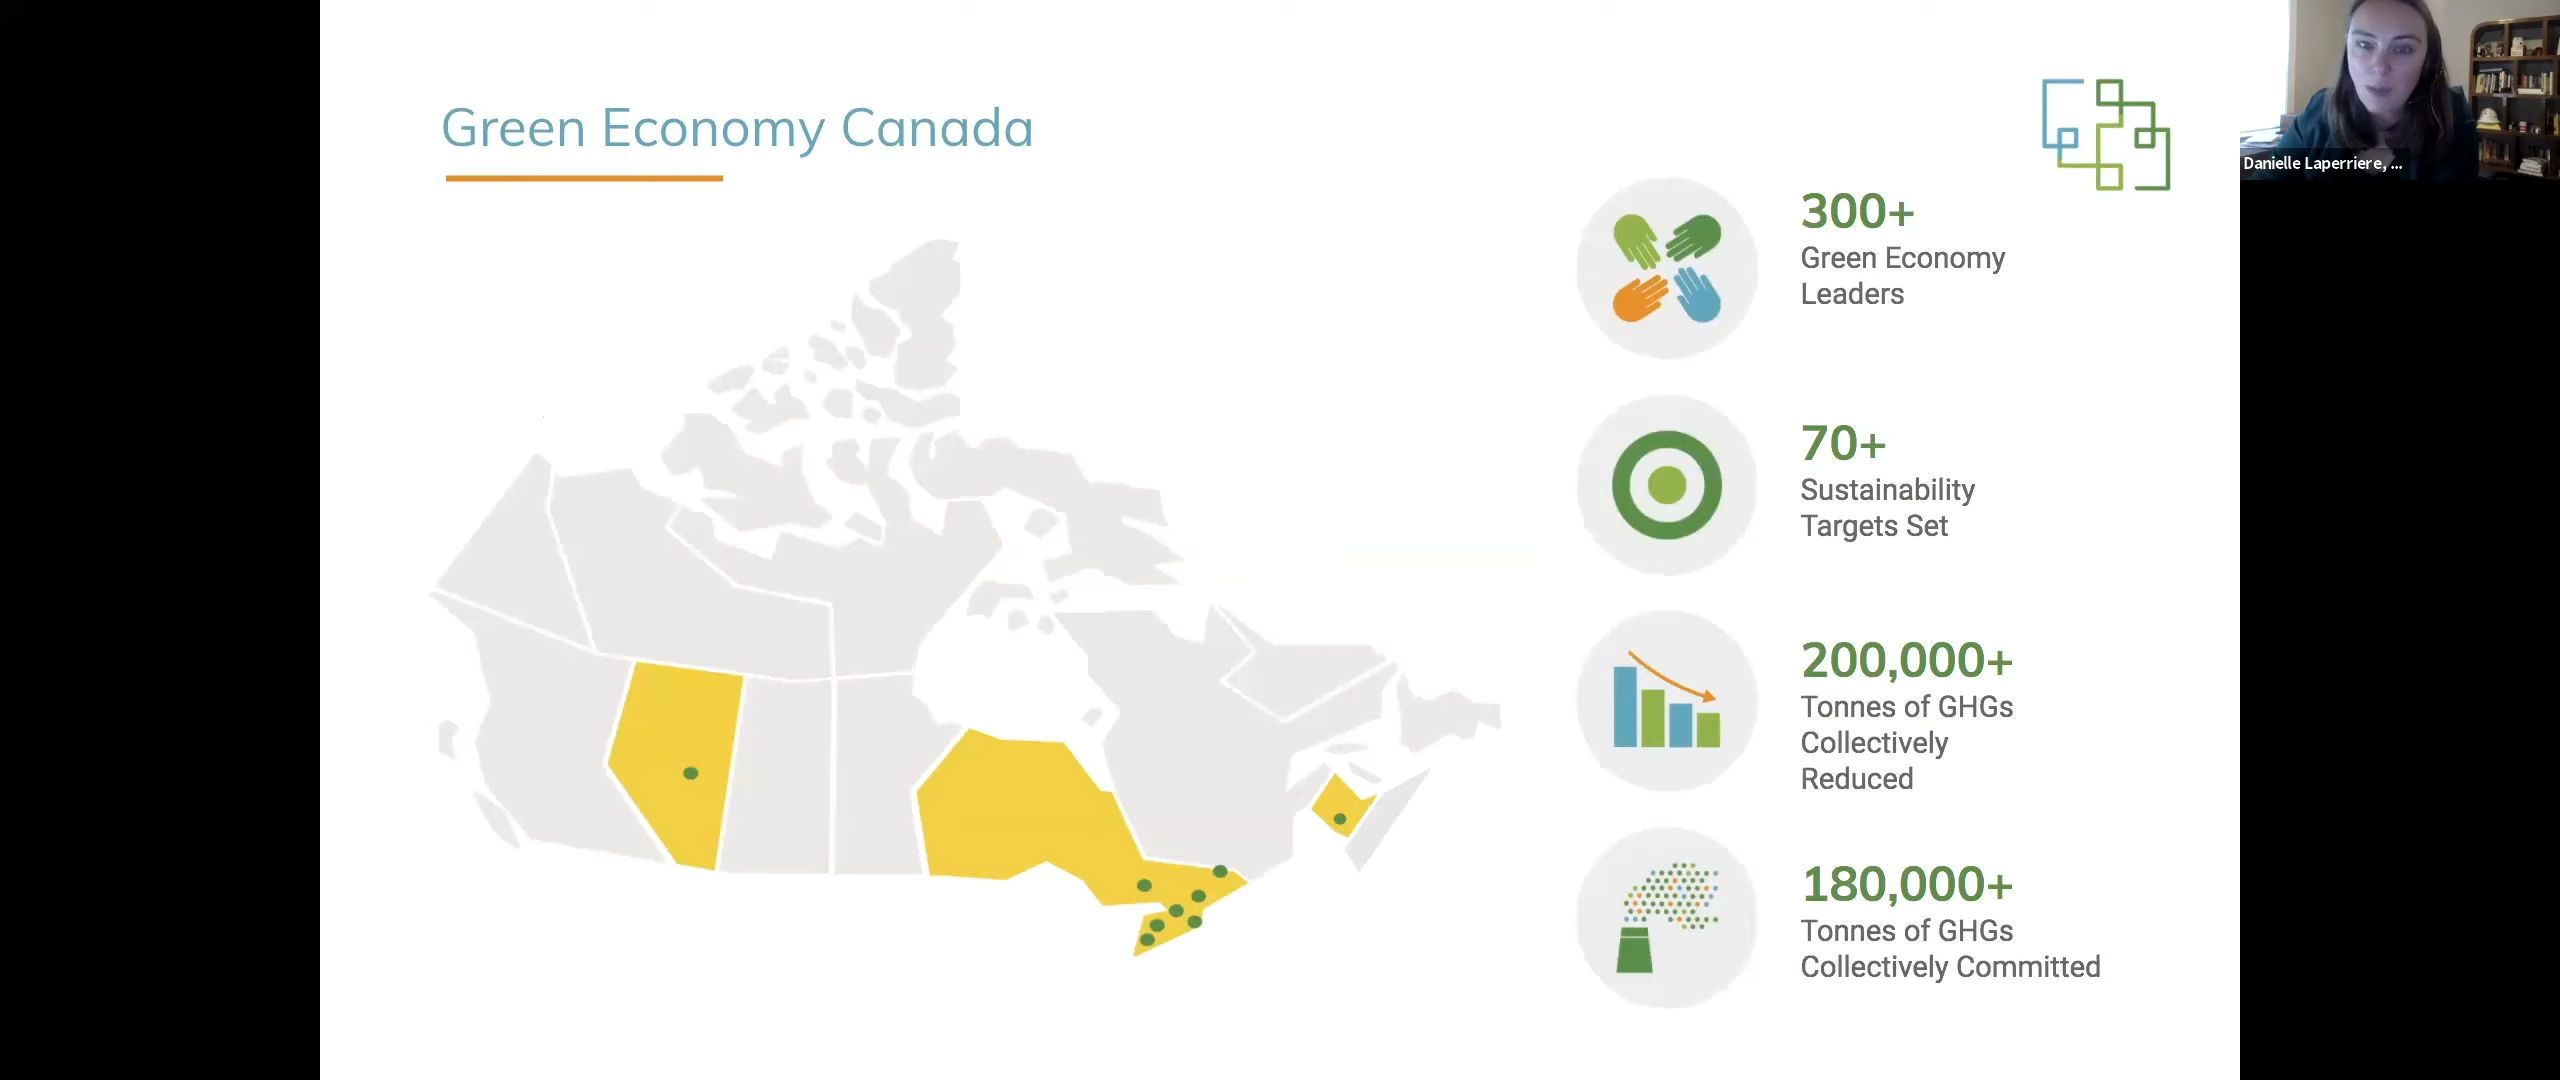 Green Economy Canada
300+
Green Economy
Leaders
70+
Sustainability
Targets Set
200,000+
Tonnes of GHGs
Collectively
Reduced
180,000+
Tonnes of GHGs
Collectively Committed
Danielle Laperriere, ...